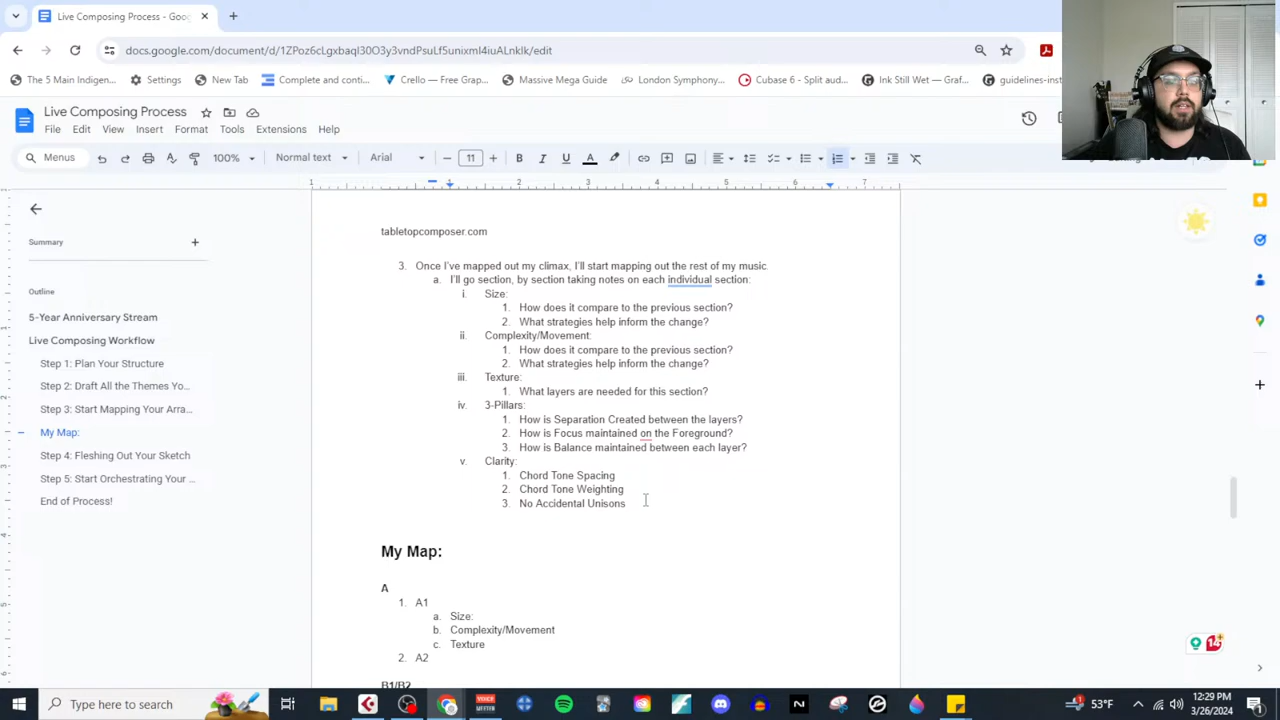 Live Composing Process - Goo
docs.google.com/document/d/1ZPoz6cLgxbaql30O3y3vndPsuLf5unixmI4iuALnkIk/edit
The 5 Main Indigen...
Settings
New Tab
Complete and conti...
Crello — Free Grap...
Massive Mega Guide
London Symphony...
Cubase 6 - Split aud...
Ink Still Wet — Graf...
guidelines-inst
Live Composing Process
File Edit View Insert Format Tools Extensions Help
Menus 100% Normal text Arial 11
1 1 2 3 4 5 6 7
tabletopcomposer.com
Summary
Outline
5-Year Anniversary Stream
Live Composing Workflow
Step 1: Plan Your Structure
Step 2: Draft All the Themes Yo...
Step 3: Start Mapping Your Arra...
My Map:
Step 4: Fleshing Out Your Sketch
Step 5: Start Orchestrating Your ...
End of Process!
3. Once I've mapped out my climax, I'll start mapping out the rest of my music.
a. I'll go section, by section taking notes on each individual section:
i. Size:
1. How does it compare to the previous section?
2. What strategies help inform the change?
ii. Complexity/Movement:
1. How does it compare to the previous section?
2. What strategies help inform the change?
iii. Texture:
1. What layers are needed for this section?
iv. 3-Pillars:
1. How is Separation Created between the layers?
2. How is Focus maintained on the Foreground?
3. How is Balance maintained between each layer?
v. Clarity:
1. Chord Tone Spacing
2. Chord Tone Weighting
3. No Accidental Unisons
My Map:
A
1. A1
a. Size:
b. Complexity/Movement
c. Texture
2. A2
B1/B2
14
Type here to search
53°F
12:29 PM
3/26/2024